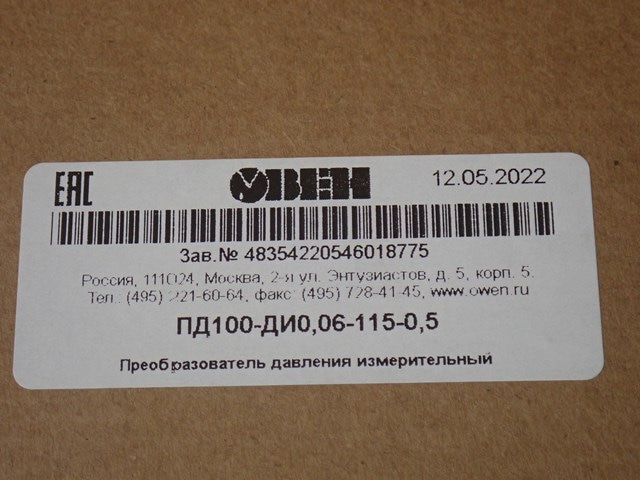 EAC ОВЕН 12.05.2022
Зав.№ 48354220546018775
Россия, 111024, Москва, 2-я ул. Энтузиастов, д. 5, корп. 5.
Тел.: (495) 221-60-64, факс: (495) 728-41-45, www.owen.ru
ПД100-ДИ0,06-115-0,5
Преобразователь давления измерительный